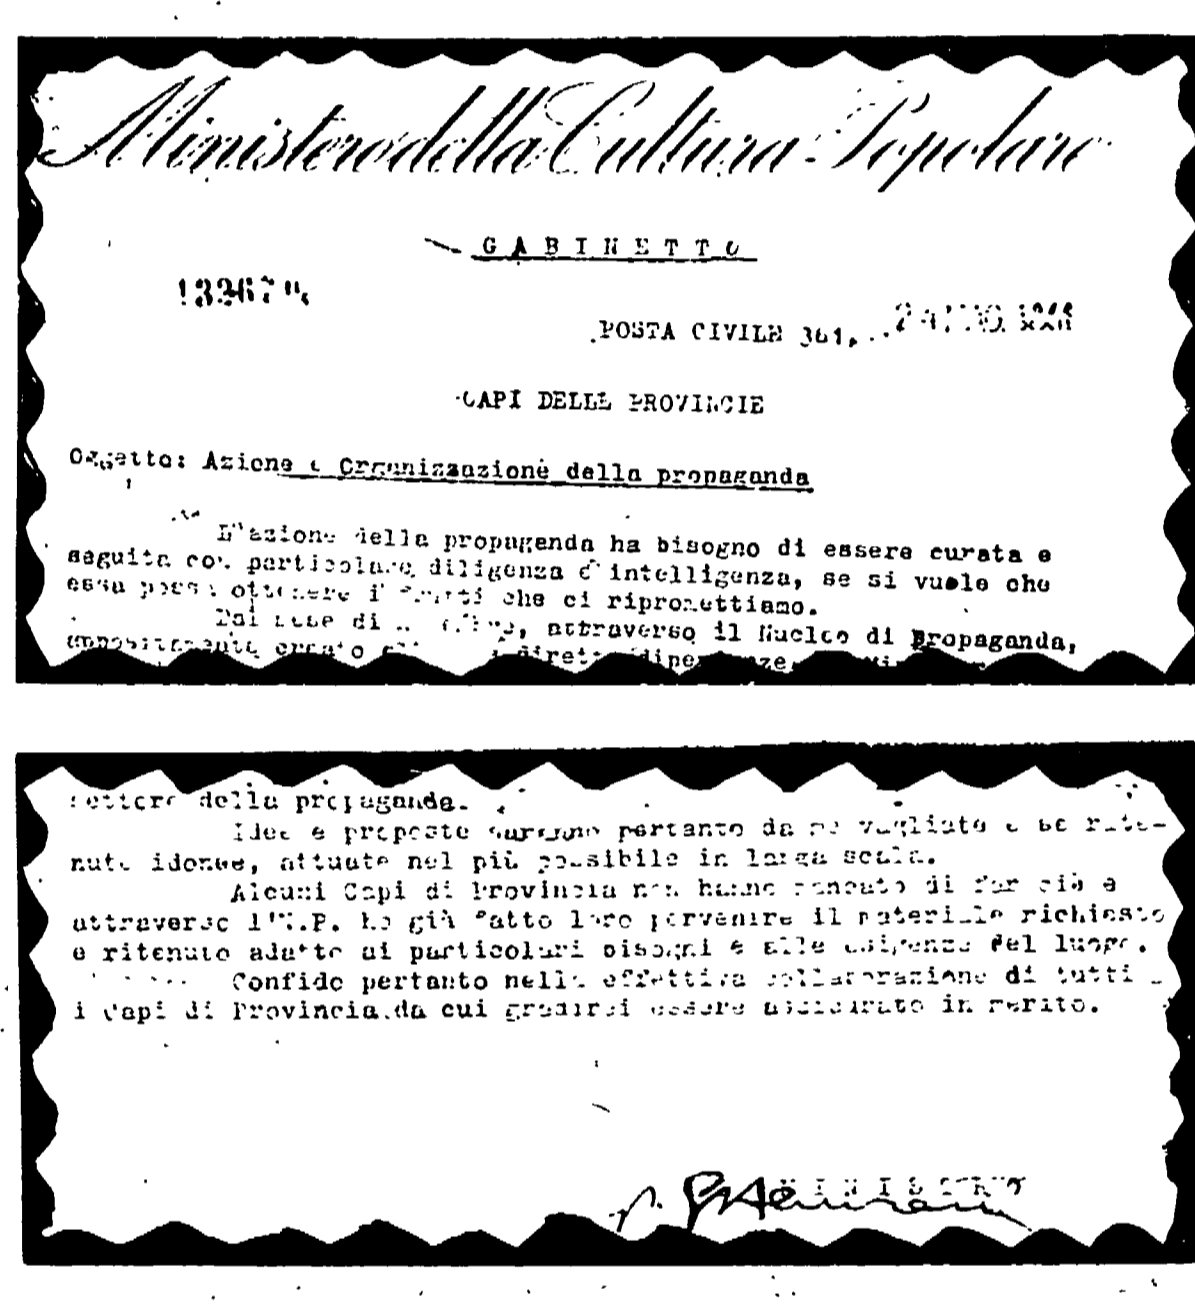 Ministero della Cultura Popolare
GABINETTO
POSTA CIVILE 361,
CAPI DELLE PROVINCIE
Oggetto: Azione e Organizzazione della propaganda
L'azione della propaganda ha bisogno di essere curata e
seguita con particolare diligenza e intelligenza, se si vuole che
essa possa ottenere i frutti che ci ripromettiamo.
Tal di attraverso il Nucleo di Propaganda,
appositamente creato
settore della propaganda.
Idee e proposte saranno pertanto da me vagliate e se rite-
nute idonee, attuate nel più possibile in larga scala.
Alcuni Capi di Provincia non hanno mancato di far ciò e
attraverso l'N.P. ho già fatto loro pervenire il materiale richiesto
e ritenuto adatto ai particolari bisogni e alle esigenze del luogo.
Confido pertanto nella effettiva collaborazione di tutti
i Capi di Provincia da cui gradirei essere assicurato in merito.
MINISTRO